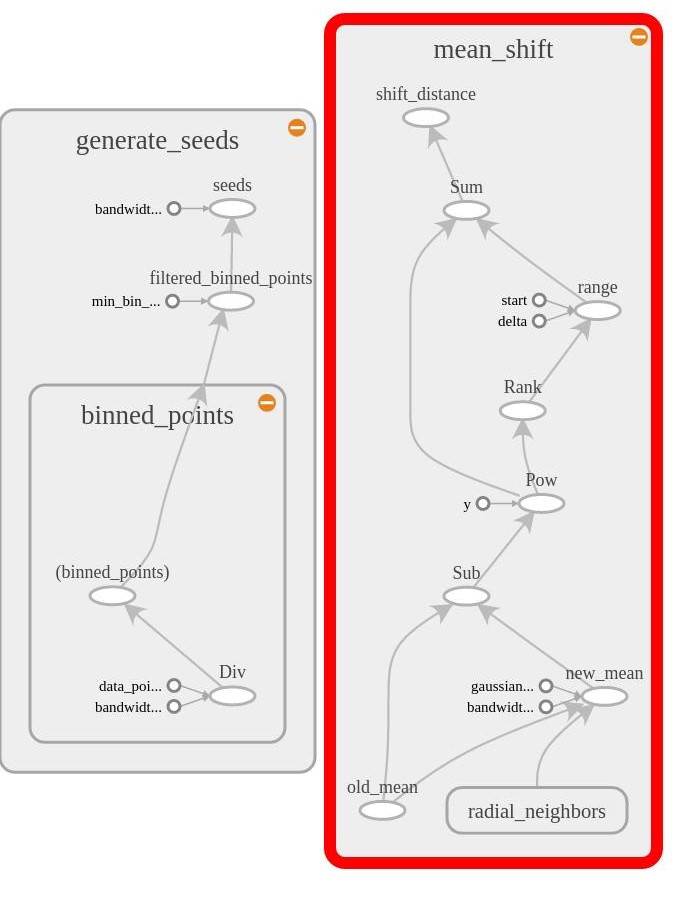 generate_seeds
seeds
bandwidt...
filtered_binned_points
min_bin_...
binned_points
(binned_points)
Div
data_poi...
bandwidt...
mean_shift
shift_distance
Sum
range
start
delta
Rank
Pow
y
Sub
new_mean
gaussian...
bandwidt...
old_mean
radial_neighbors